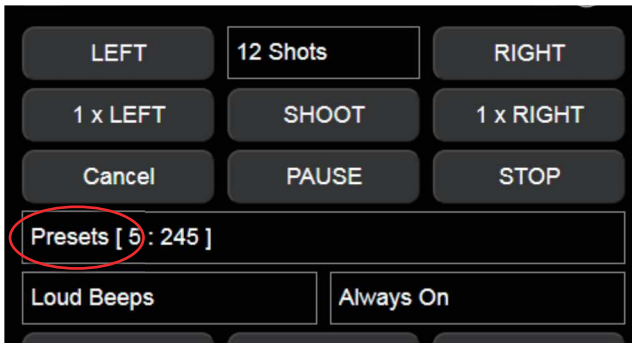 LEFT 12 Shots RIGHT
1 x LEFT SHOOT 1 x RIGHT
Cancel PAUSE STOP
Presets [ 5 : 245 ]
Loud Beeps Always On